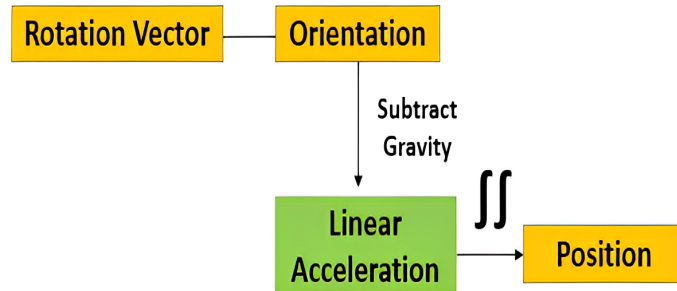 Rotation Vector
Orientation
Subtract
Gravity
∫∫
Linear
Acceleration
Position